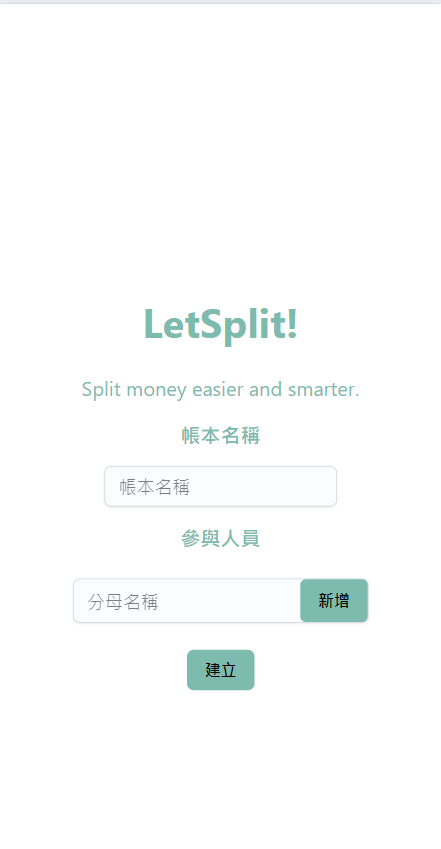 LetSplit!
Split money easier and smarter.
帳本名稱
帳本名稱
參與人員
分母名稱
新增
建立